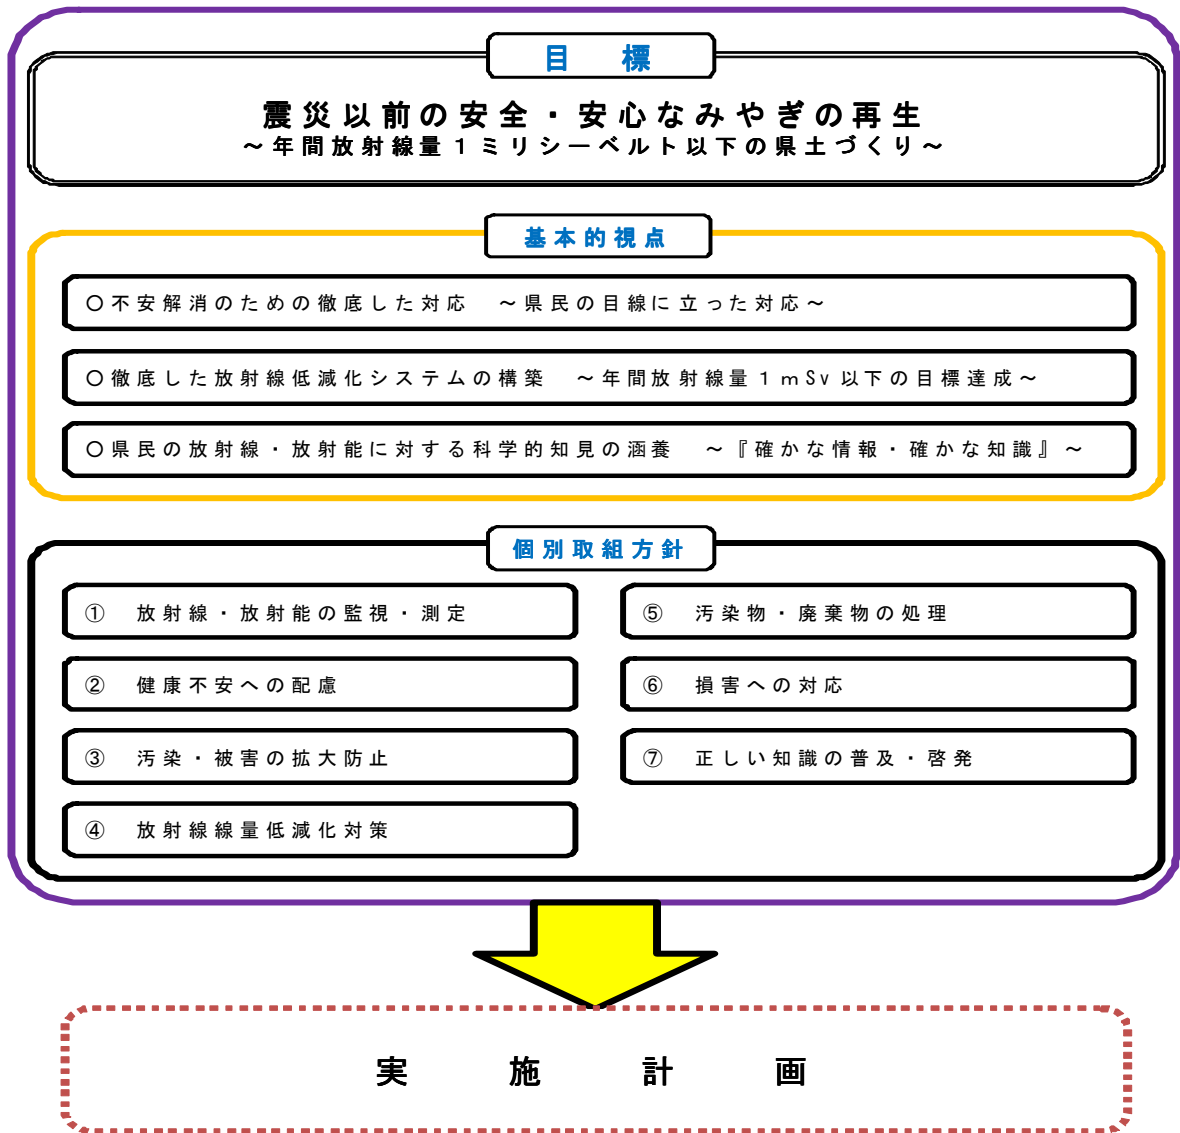 目　標
震災以前の安全・安心なみやぎの再生
～年間放射線量１ミリシーベルト以下の県土づくり～
基本的視点
○不安解消のための徹底した対応　～県民の目線に立った対応～
○徹底した放射線低減化システムの構築　～年間放射線量１ｍSv以下の目標達成～
○県民の放射線・放射能に対する科学的知見の涵養　～『確かな情報・確かな知識』～
個別取組方針
①　放射線・放射能の監視・測定
②　健康不安への配慮
③　汚染・被害の拡大防止
④　放射線線量低減化対策
⑤　汚染物・廃棄物の処理
⑥　損害への対応
⑦　正しい知識の普及・啓発
実　施　計　画